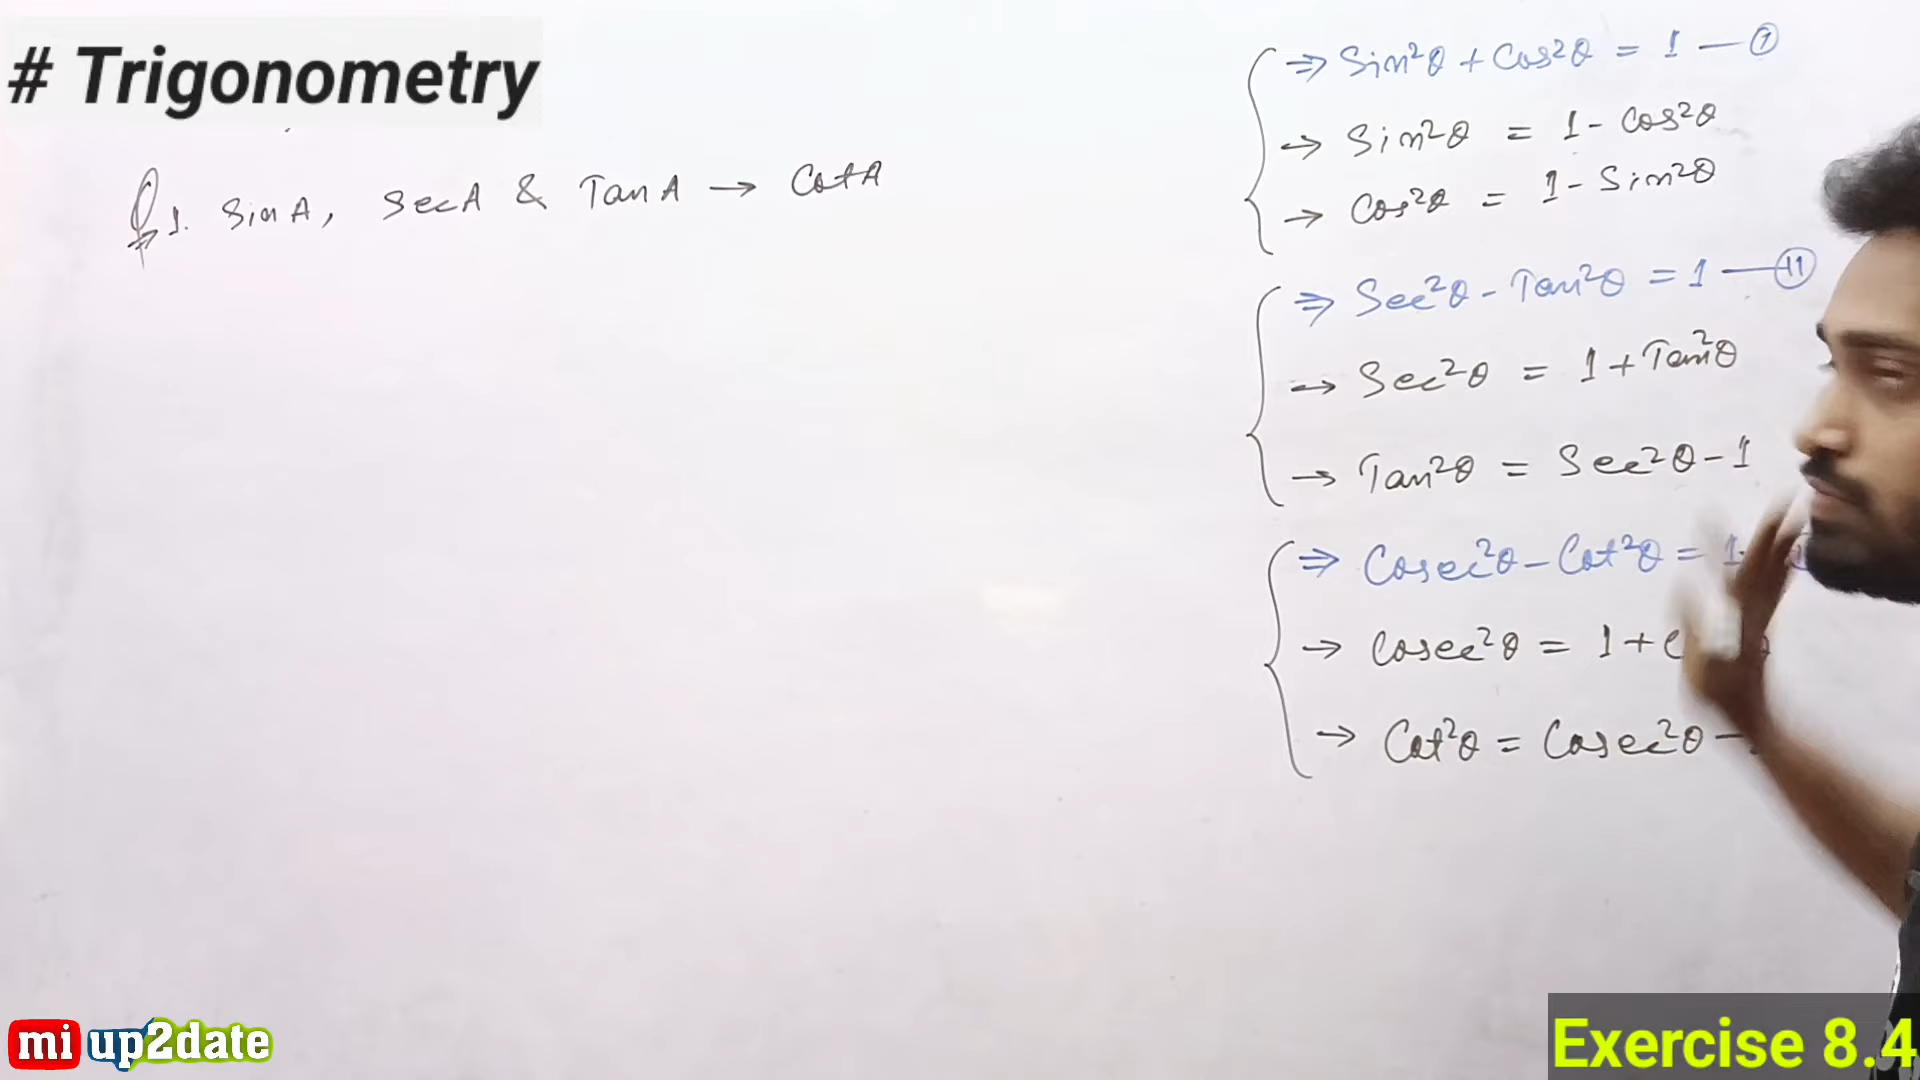 # Trigonometry
Q1. Sin A, Sec A & Tan A → Cot A
⇒ Sin²θ + Cos²θ = 1 — ①
→ Sin²θ = 1 - Cos²θ
→ Cos²θ = 1 - Sin²θ
⇒ Sec²θ - Tan²θ = 1 — ⑪
→ Sec²θ = 1 + Tan²θ
→ Tan²θ = Sec²θ - 1
⇒ Cosec²θ - Cot²θ = 1
→ Cosec²θ = 1 +
→ Cot²θ = Cosec²θ -
mi up2date
Exercise 8.4